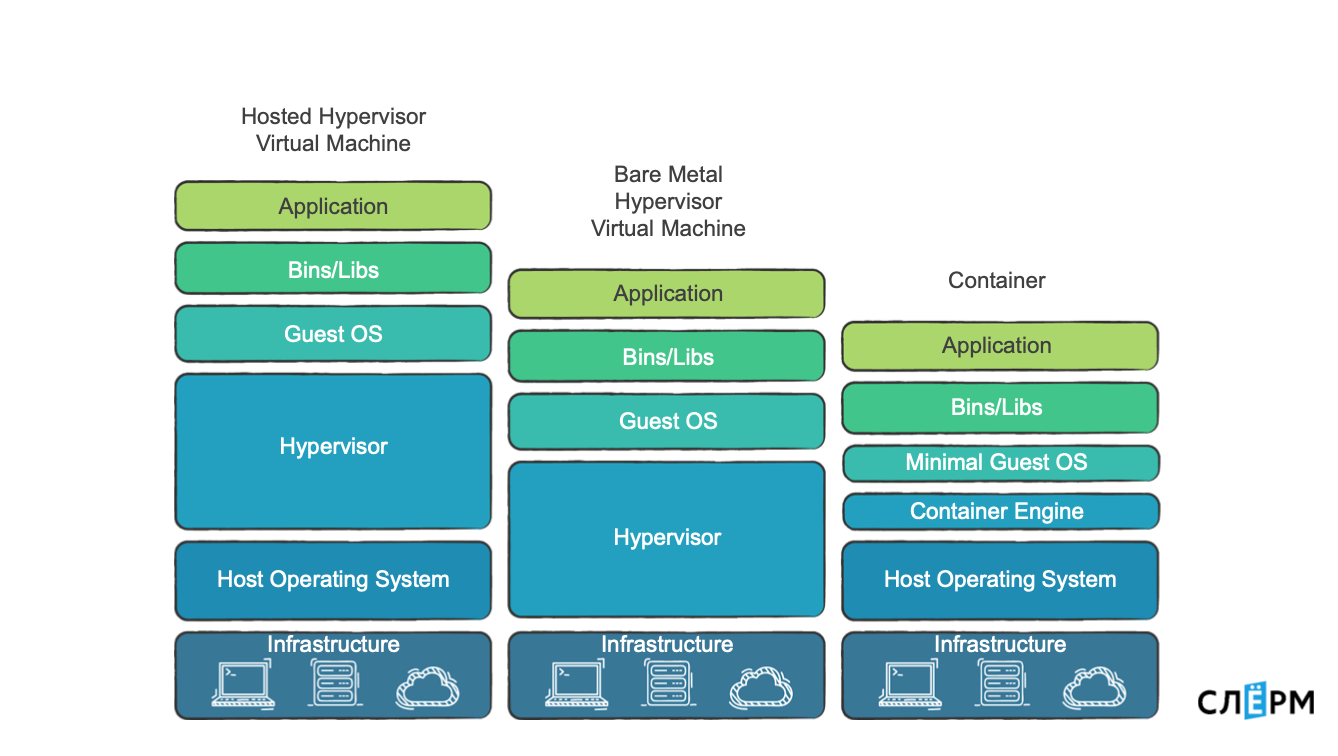 Hosted Hypervisor
Virtual Machine
Application
Bins/Libs
Guest OS
Hypervisor
Host Operating System
Infrastructure
Bare Metal
Hypervisor
Virtual Machine
Application
Bins/Libs
Guest OS
Hypervisor
Infrastructure
Container
Application
Bins/Libs
Minimal Guest OS
Container Engine
Host Operating System
Infrastructure
СЛЁРМ